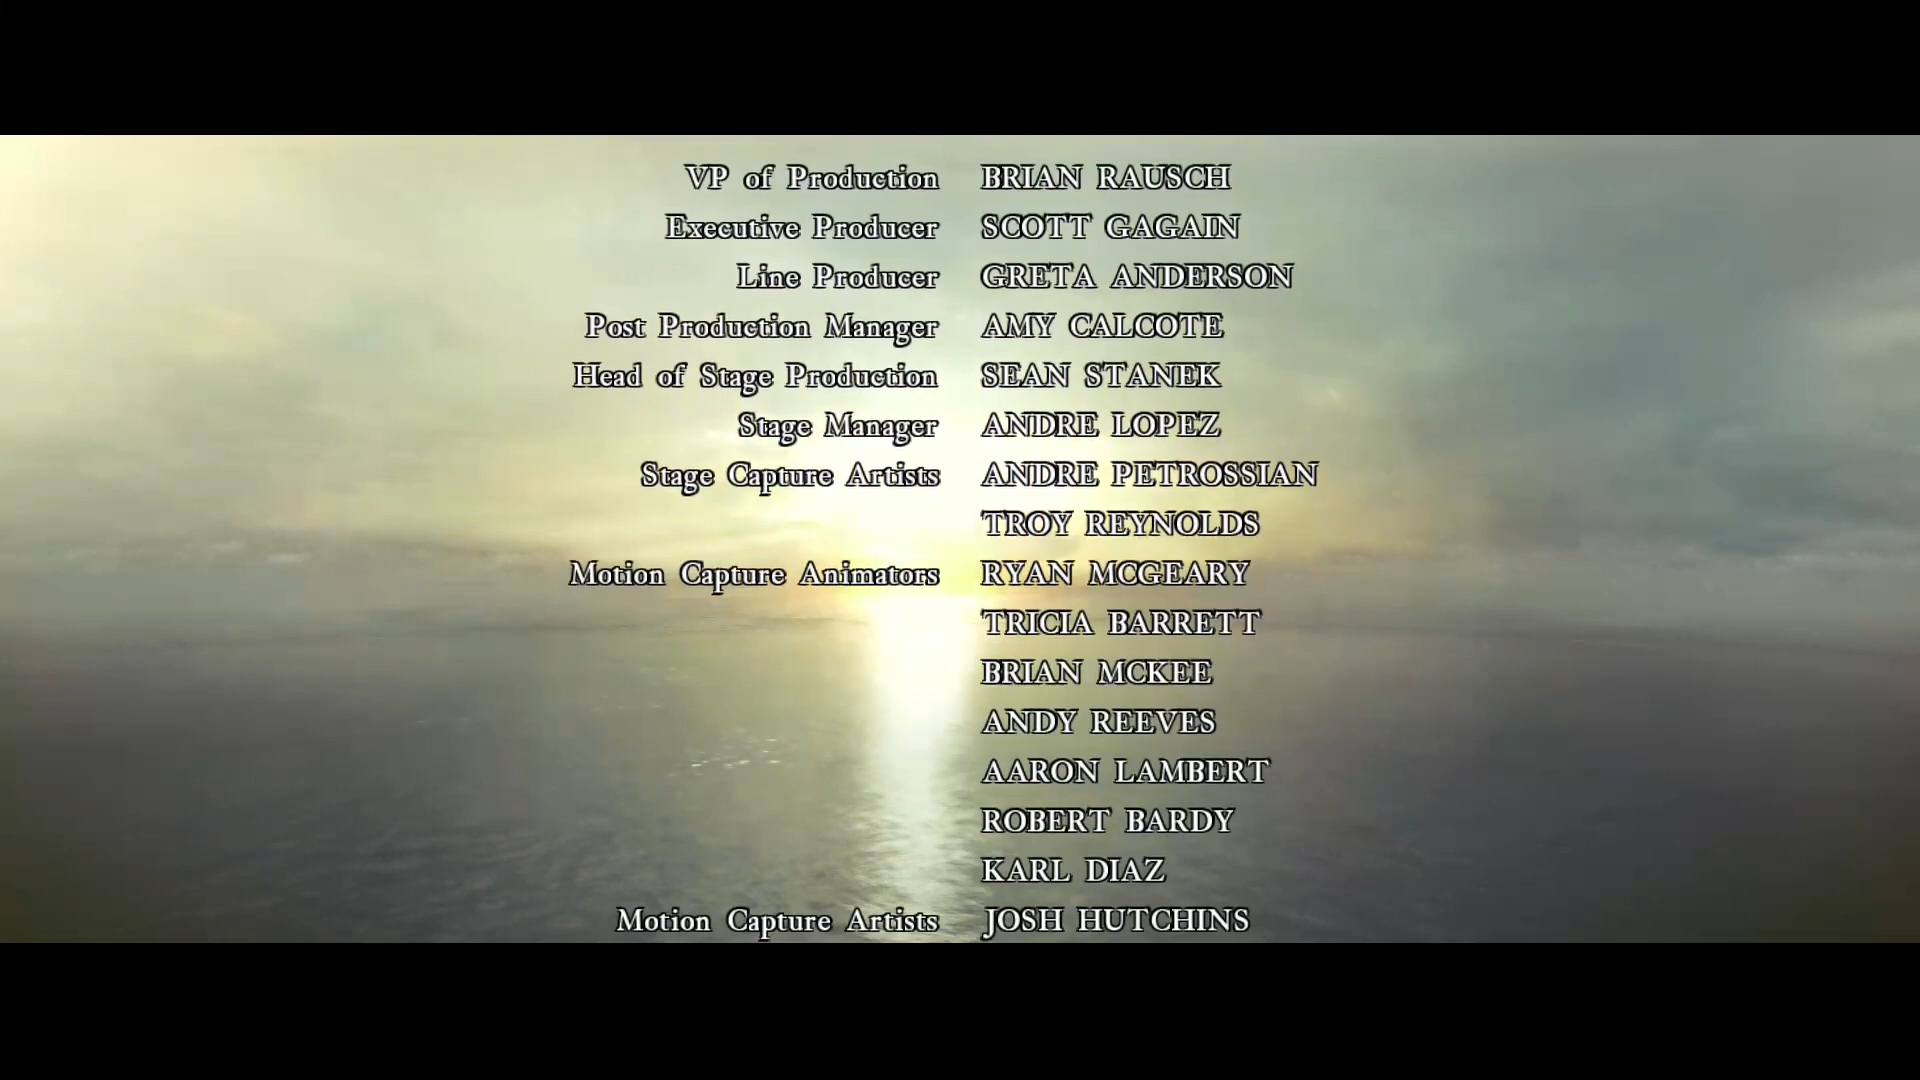 VP of Production BRIAN RAUSCH
Executive Producer SCOTT GAGAIN
Line Producer GRETA ANDERSON
Post Production Manager AMY CALCOTE
Head of Stage Production SEAN STANEK
Stage Manager ANDRE LOPEZ
Stage Capture Artists ANDRE PETROSSIAN
TROY REYNOLDS
Motion Capture Animators RYAN MCGEARY
TRICIA BARRETT
BRIAN MCKEE
ANDY REEVES
AARON LAMBERT
ROBERT BARDY
KARL DIAZ
Motion Capture Artists JOSH HUTCHINS